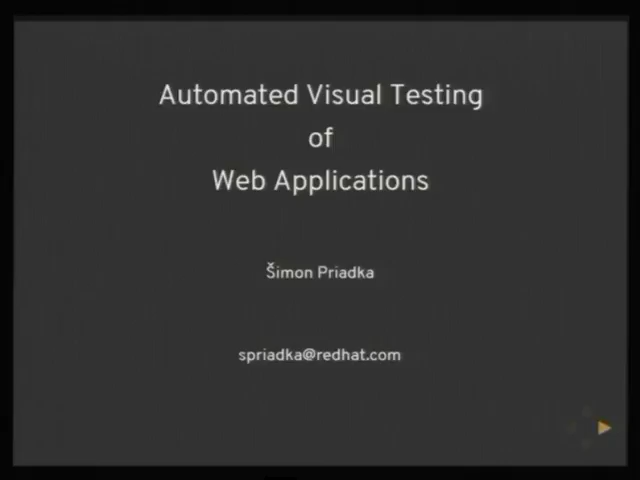 Automated Visual Testing
of
Web Applications
Šimon Priadka
spriadka@redhat.com